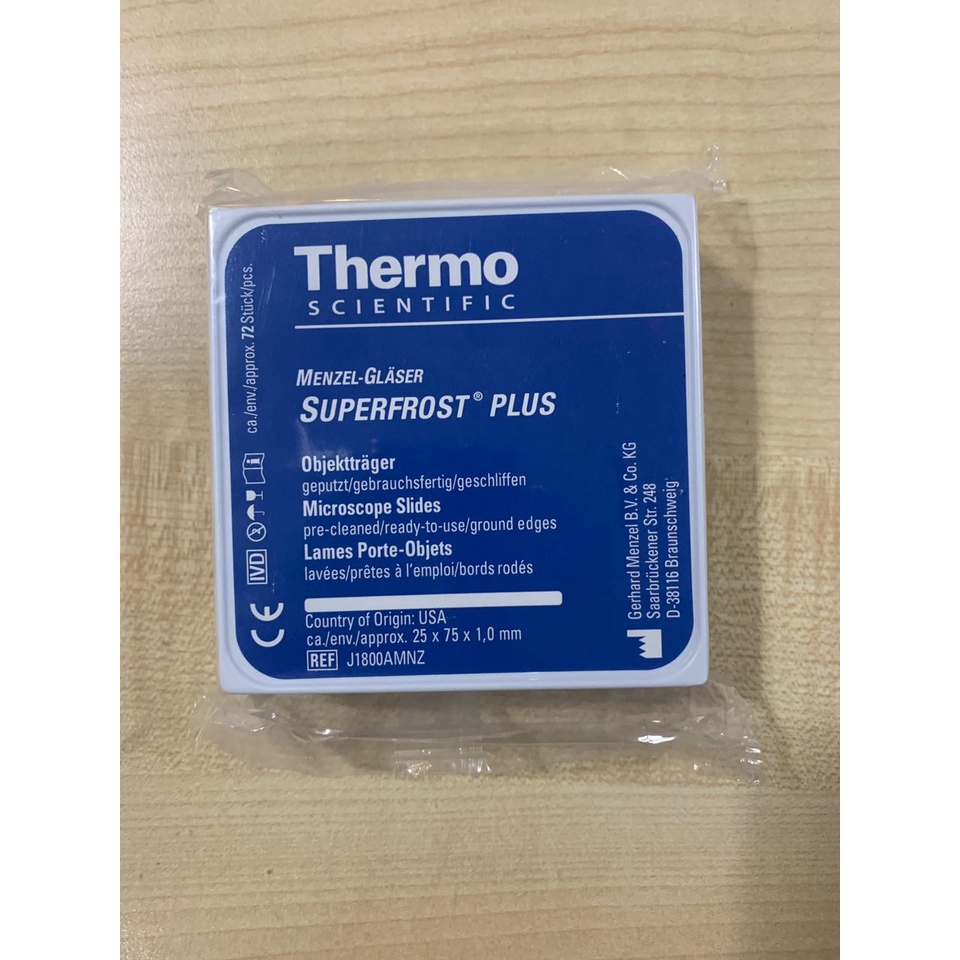 Thermo
SCIENTIFIC
MENZEL-GLÄSER
SUPERFROST® PLUS
Objektträger
geputzt/gebrauchsfertig/geschliffen
Microscope Slides
pre-cleaned/ready-to-use/ground edges
Lames Porte-Objets
lavées/prêtes à l'emploi/bords rodés
Country of Origin: USA
ca./env./approx. 25 x 75 x 1,0 mm
REF J1800AMNZ
ca./env./approx. 72 Stück/pcs.
IVD
CE
Gerhard Menzel B.V. & Co. KG
Saarbrückener Str. 248
D-38116 Braunschweig